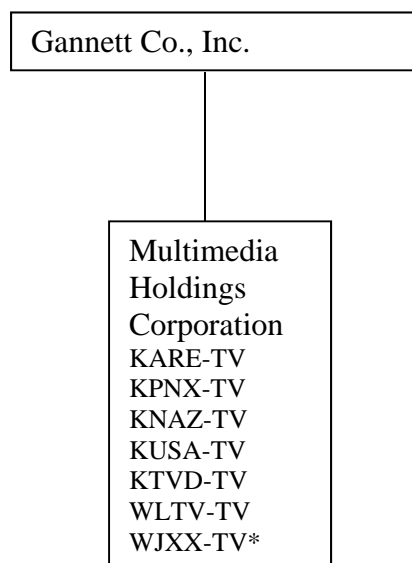 Gannett Co., Inc.
Multimedia
Holdings
Corporation
KARE-TV
KPNX-TV
KNAZ-TV
KUSA-TV
KTVD-TV
WLTV-TV
WJXX-TV*